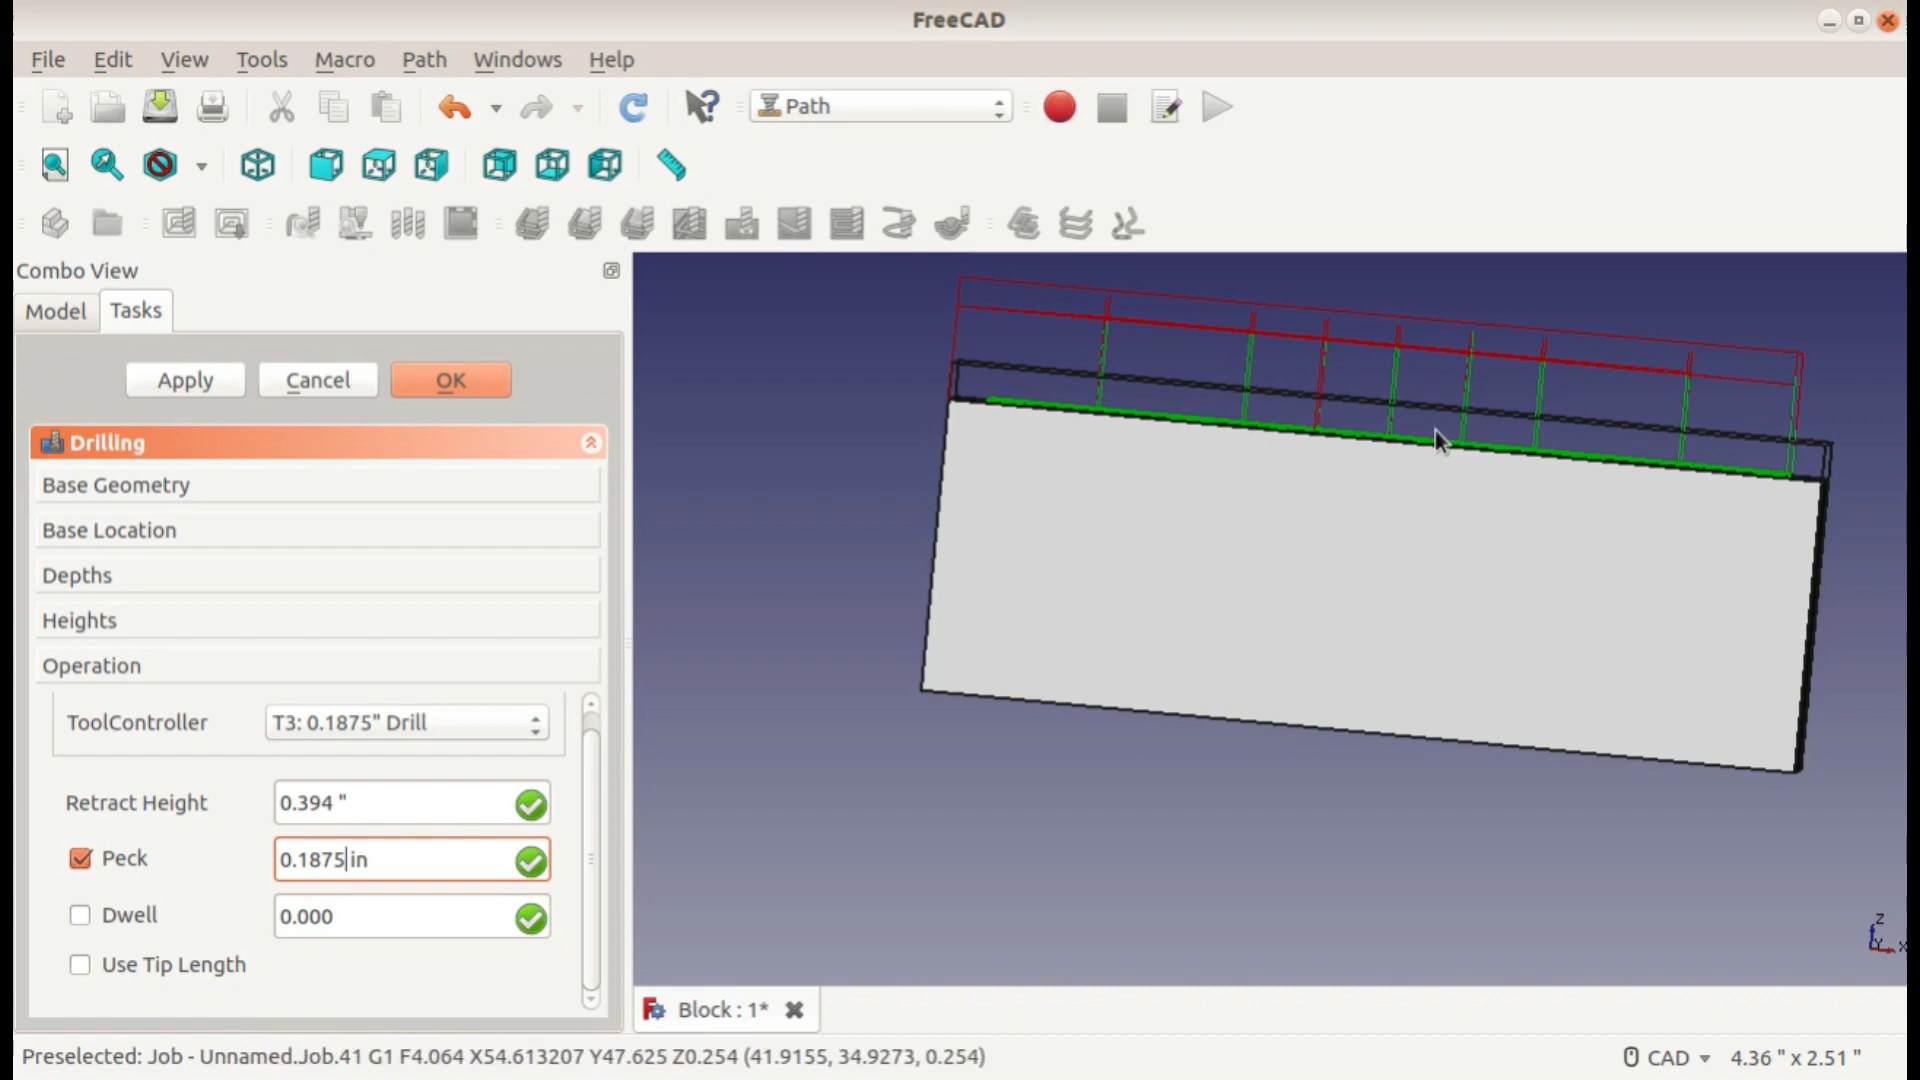 FreeCAD
File Edit View Tools Macro Path Windows Help
Path
Combo View
Model Tasks
Apply Cancel OK
Drilling
Base Geometry
Base Location
Depths
Heights
Operation
ToolController T3: 0.1875" Drill
Retract Height 0.394 "
Peck 0.1875 in
Dwell 0.000
Use Tip Length
Z
Y X
Block : 1*
Preselected: Job - Unnamed.Job.41 G1 F4.064 X54.613207 Y47.625 Z0.254 (41.9155, 34.9273, 0.254)
CAD 4.36 " x 2.51 "